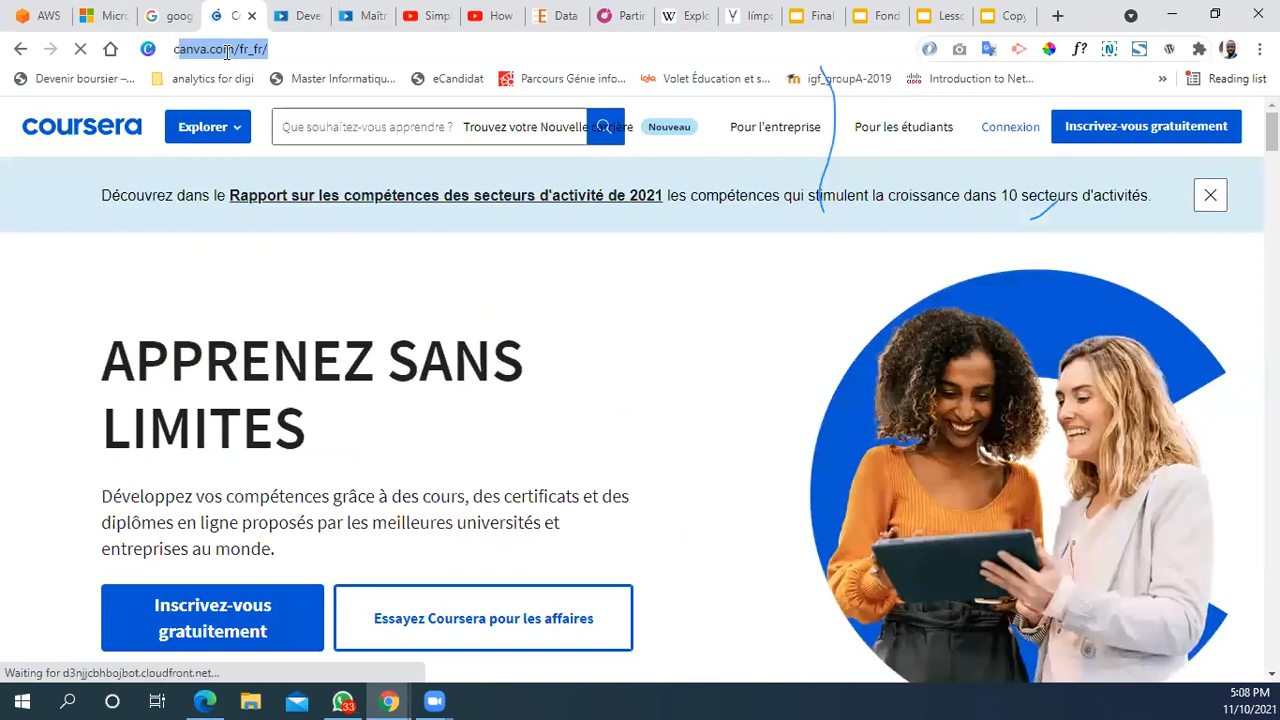 AWS
Micro
goog
Co
Deve
Maîtr
Simp
How
Data
Partir
Explo
Final
Fond
Lesso
Copy
canva.com/fr_fr/
Devenir boursier –...
analytics for digi
Master Informatiqu...
eCandidat
Parcours Génie info...
Volet Éducation et s...
igf_groupA-2019
Introduction to Net...
»
Reading list
coursera
Explorer
Que souhaitez-vous apprendre ?
Trouvez votre Nouvelle carrière
Nouveau
Pour l'entreprise
Pour les étudiants
Connexion
Inscrivez-vous gratuitement
Découvrez dans le Rapport sur les compétences des secteurs d'activité de 2021 les compétences qui stimulent la croissance dans 10 secteurs d'activités.
APPRENEZ SANS
LIMITES
Développez vos compétences grâce à des cours, des certificats et des
diplômes en ligne proposés par les meilleures universités et
entreprises au monde.
Inscrivez-vous
gratuitement
Essayez Coursera pour les affaires
Waiting for d3njjcbhbojbot.cloudfront.net...
33
5:08 PM
11/10/2021